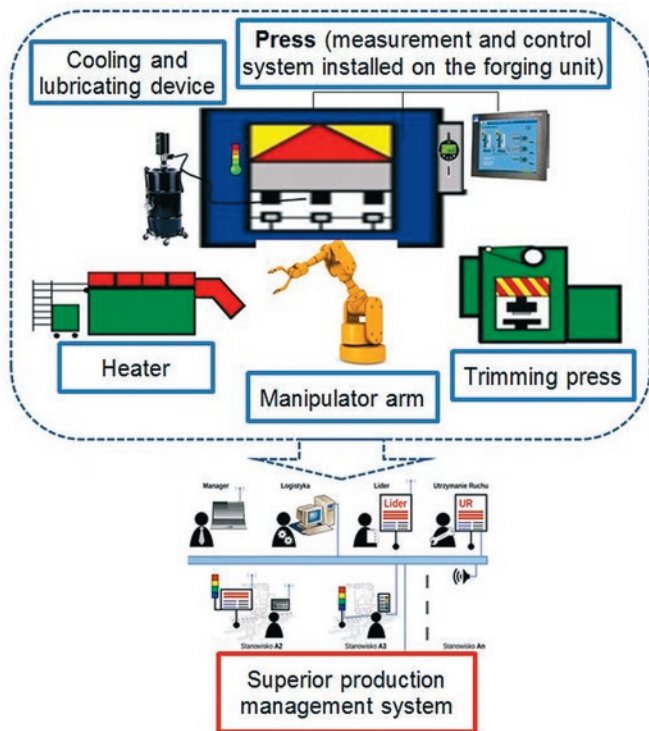 Cooling and
lubricating device
Press (measurement and control
system installed on the forging unit)
Heater
Manipulator arm
Trimming press
Manager
Logistyka
Lider
Utrzymanie Ruchu
Lider
UR
Stanowisko A2
Stanowisko A3
Stanowisko An
Superior production
management system